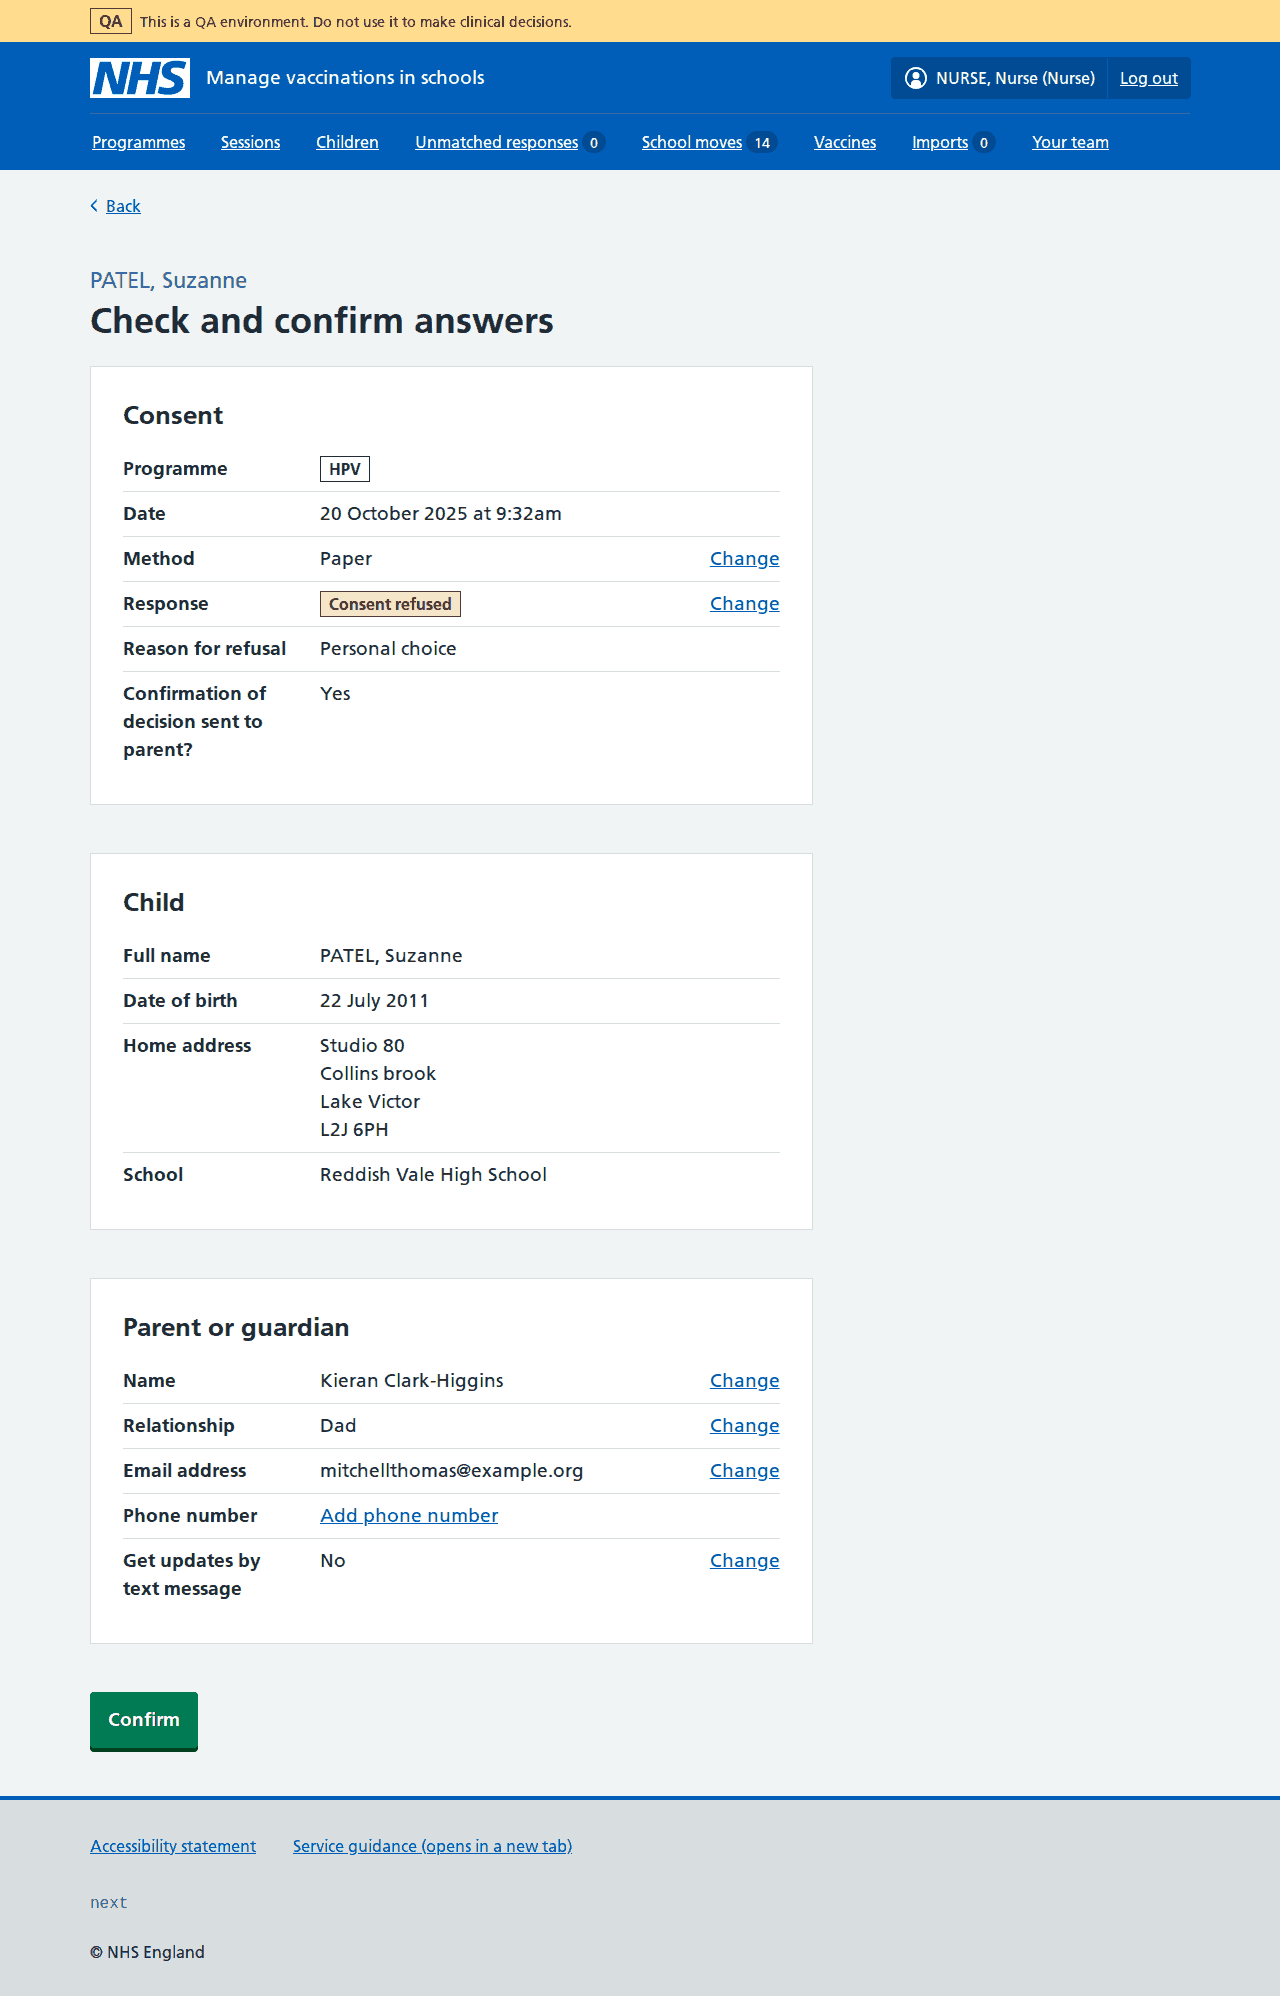 QA This is a QA environment. Do not use it to make clinical decisions.
NHS Manage vaccinations in schools NURSE, Nurse (Nurse) Log out
Programmes Sessions Children Unmatched responses 0 School moves 14 Vaccines Imports 0 Your team
Back
PATEL, Suzanne
Check and confirm answers
Consent
Programme HPV
Date 20 October 2025 at 9:32am
Method Paper Change
Response Consent refused Change
Reason for refusal Personal choice
Confirmation of Yes
decision sent to
parent?
Child
Full name PATEL, Suzanne
Date of birth 22 July 2011
Home address Studio 80
Collins brook
Lake Victor
L2J 6PH
School Reddish Vale High School
Parent or guardian
Name Kieran Clark-Higgins Change
Relationship Dad Change
Email address mitchellthomas@example.org Change
Phone number Add phone number
Get updates by No Change
text message
Confirm
Accessibility statement Service guidance (opens in a new tab)
next
© NHS England